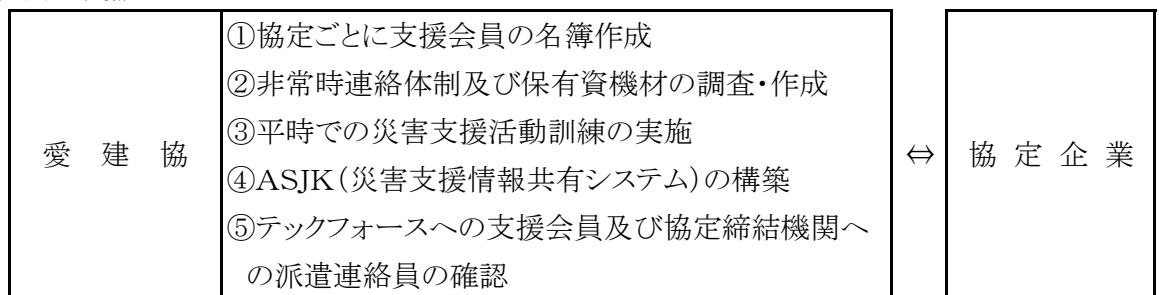 ①協定ごとに支援会員の名簿作成
②非常時連絡体制及び保有資機材の調査・作成
愛　建　協
③平時での災害支援活動訓練の実施
⇔
協 定 企 業
④ASJK(災害支援情報共有システム)の構築
⑤テックフォースへの支援会員及び協定締結機関へ
の派遣連絡員の確認